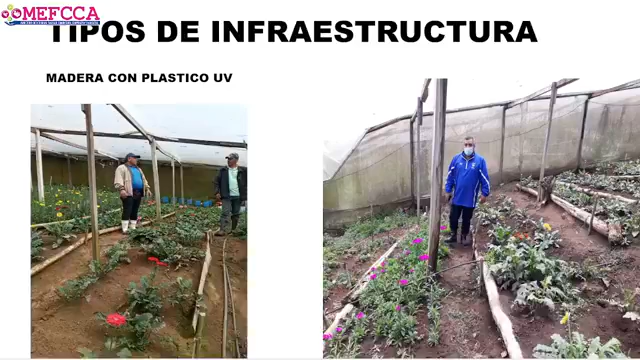 MEFCCA
TIPOS DE INFRAESTRUCTURA
MADERA CON PLASTICO UV